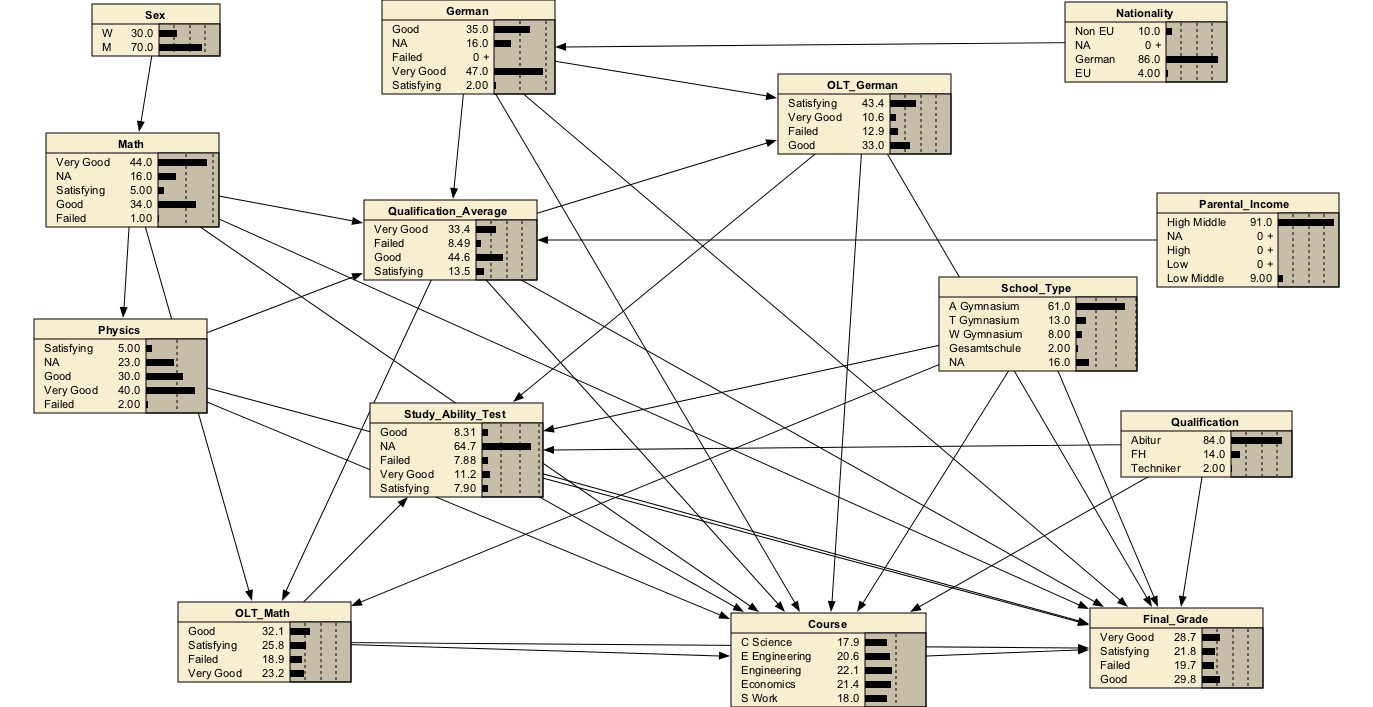 Sex
W 30.0
M 70.0
German
Good 35.0
NA 16.0
Failed 0 +
Very Good 47.0
Satisfying 2.00
Nationality
Non EU 10.0
NA 0 +
German 86.0
EU 4.00
OLT_German
Satisfying 43.4
Very Good 10.6
Failed 12.9
Good 33.0
Math
Very Good 44.0
NA 16.0
Satisfying 5.00
Good 34.0
Failed 1.00
Qualification_Average
Very Good 33.4
Failed 8.49
Good 44.6
Satisfying 13.5
Parental_Income
High Middle 91.0
NA 0 +
High 0 +
Low 0 +
Low Middle 9.00
School_Type
A Gymnasium 61.0
T Gymnasium 13.0
W Gymnasium 8.00
Gesamtschule 2.00
NA 16.0
Physics
Satisfying 5.00
NA 23.0
Good 30.0
Very Good 40.0
Failed 2.00
Study_Ability_Test
Good 8.31
NA 64.7
Failed 7.88
Very Good 11.2
Satisfying 7.90
Qualification
Abitur 84.0
FH 14.0
Techniker 2.00
OLT_Math
Good 32.1
Satisfying 25.8
Failed 18.9
Very Good 23.2
Course
C Science 17.9
E Engineering 20.6
Engineering 22.1
Economics 21.4
S Work 18.0
Final_Grade
Very Good 28.7
Satisfying 21.8
Failed 19.7
Good 29.8